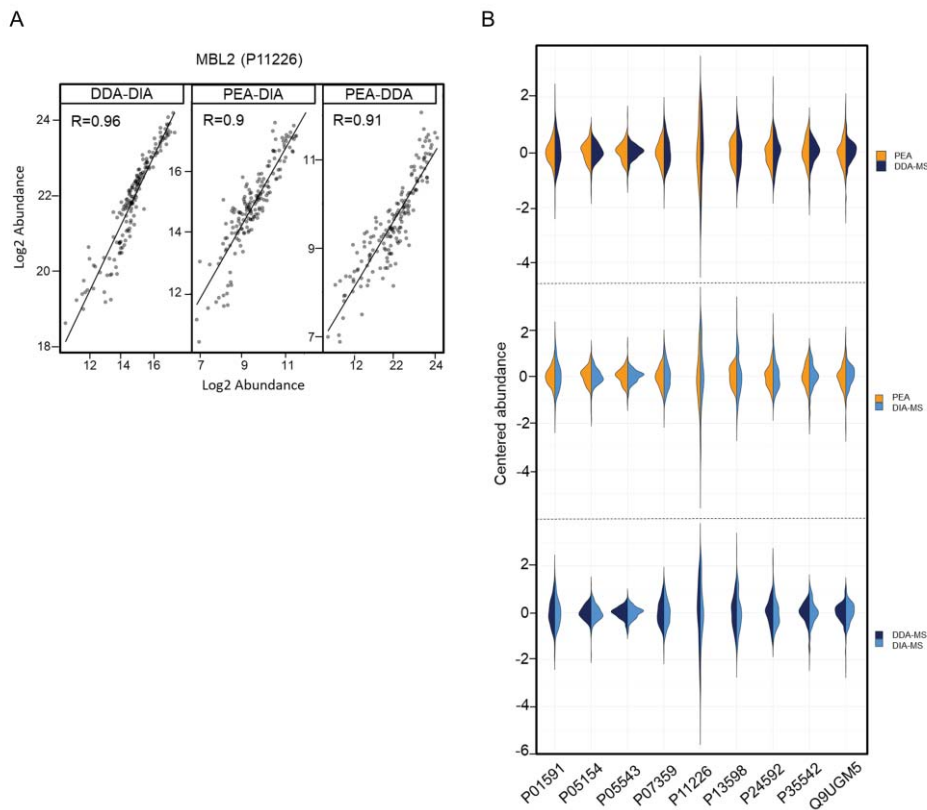 A
MBL2 (P11226)
DDA-DIA
PEA-DIA
PEA-DDA
R=0.96
R=0.9
R=0.91
24
22
20
18
16
14
12
11
9
7
12
14
16
7
9
11
12
22
24
Log2 Abundance
Log2 Abundance
B
2
0
-2
-4
PEA
DDA-MS
2
0
-2
-4
PEA
DIA-MS
2
0
-2
-4
-6
DDA-MS
DIA-MS
Centered abundance
P01591
P05154
P05543
P07359
P11226
P13598
P24592
P35542
Q9UGM5